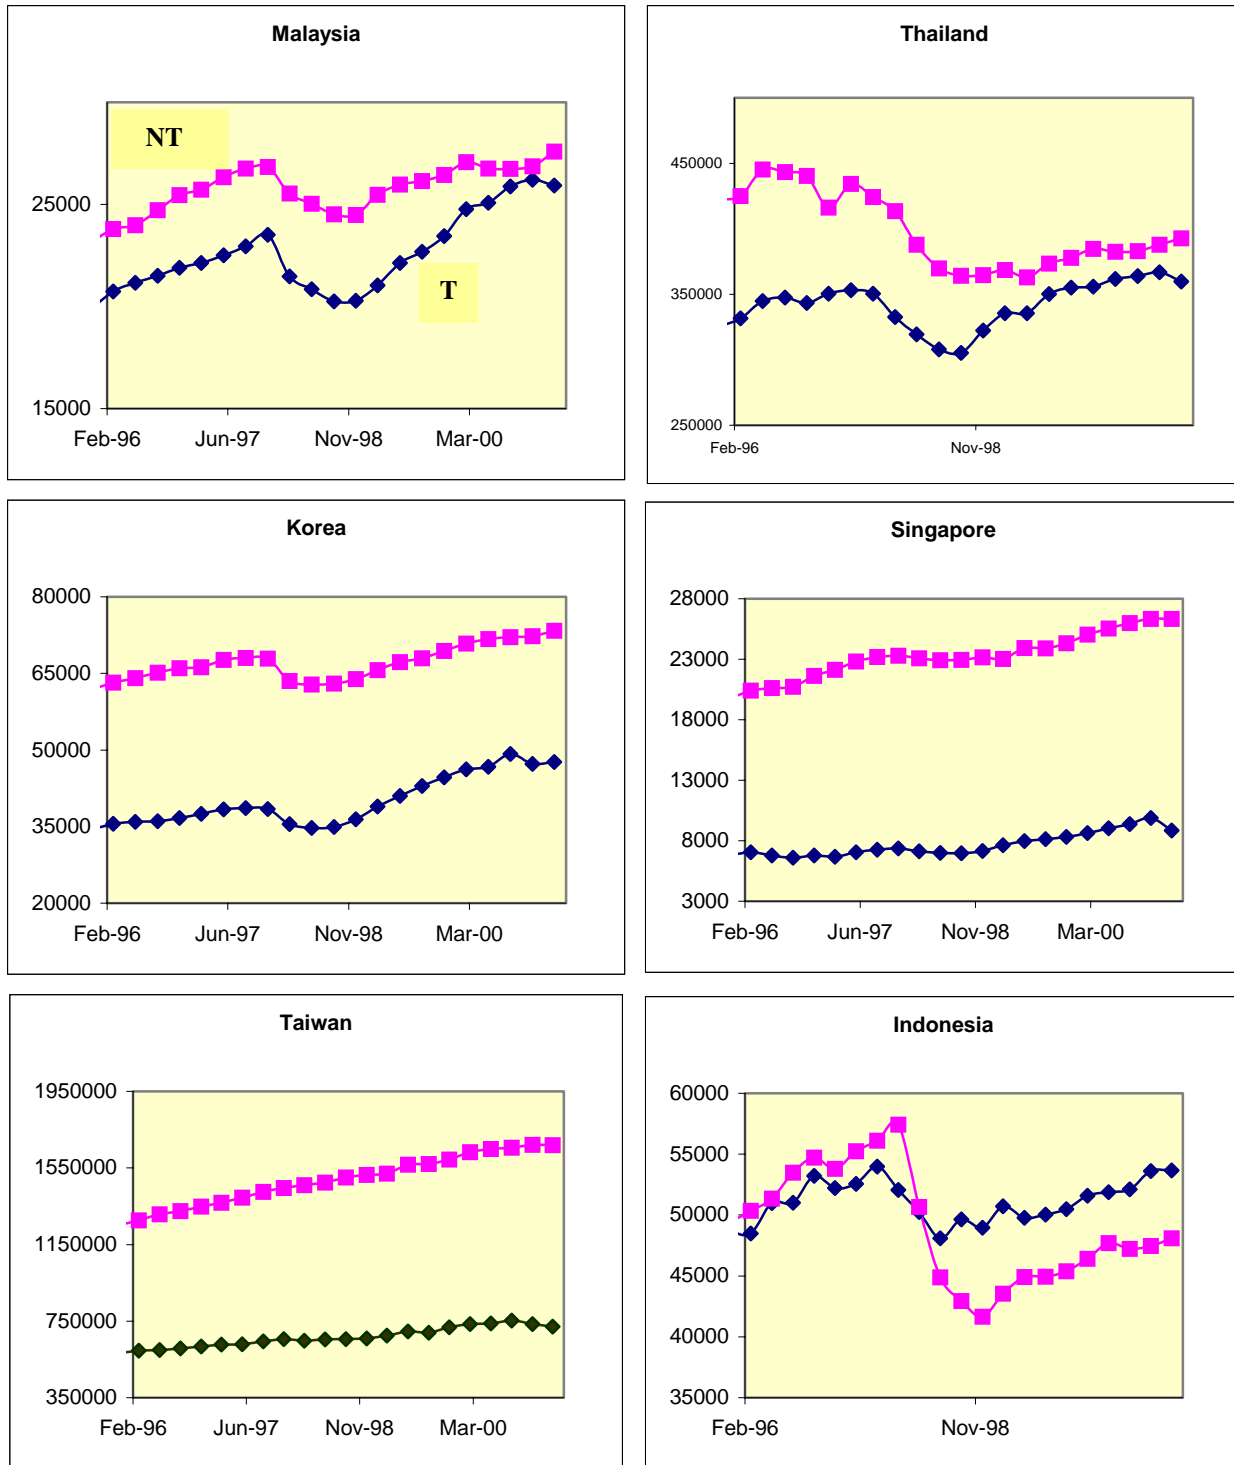 Malaysia
NT
T
25000
15000
Feb-96 Jun-97 Nov-98 Mar-00
Thailand
450000
350000
250000
Feb-96 Nov-98
Korea
80000
65000
50000
35000
20000
Feb-96 Jun-97 Nov-98 Mar-00
Singapore
28000
23000
18000
13000
8000
3000
Feb-96 Jun-97 Nov-98 Mar-00
Taiwan
1950000
1550000
1150000
750000
350000
Feb-96 Jun-97 Nov-98 Mar-00
Indonesia
60000
55000
50000
45000
40000
35000
Feb-96 Nov-98